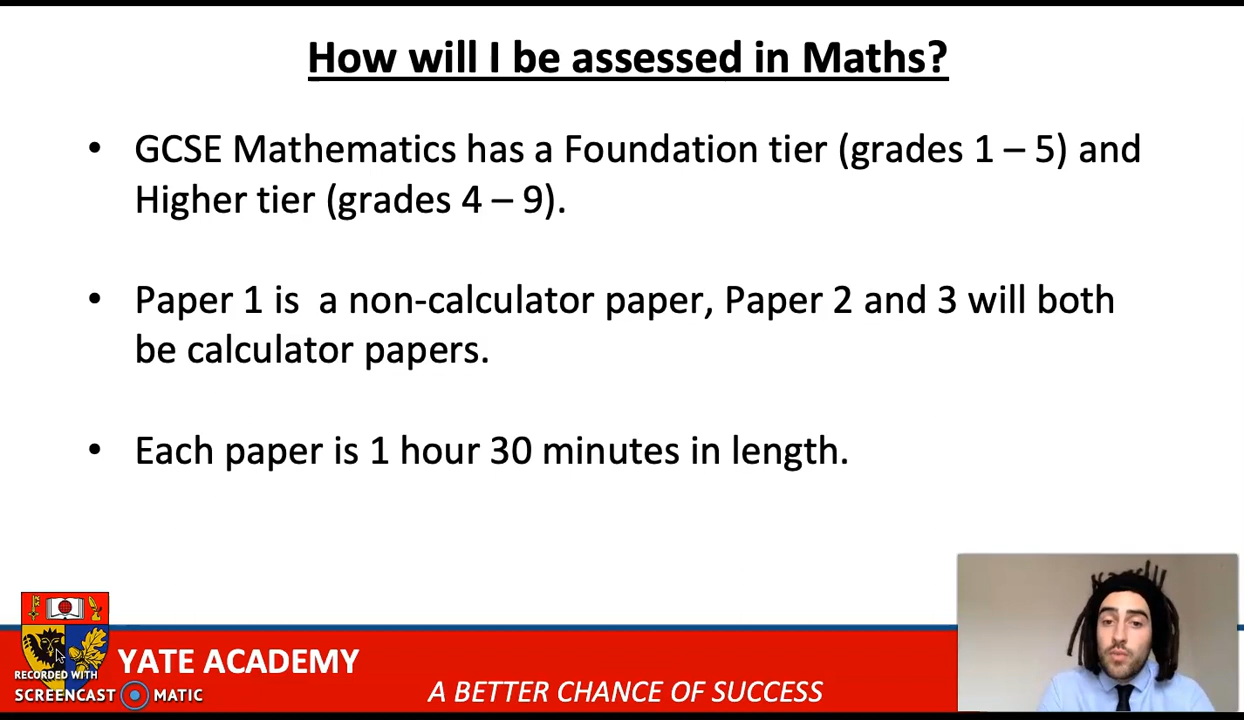 How will I be assessed in Maths?
• GCSE Mathematics has a Foundation tier (grades 1 – 5) and
Higher tier (grades 4 – 9).
• Paper 1 is  a non-calculator paper, Paper 2 and 3 will both
be calculator papers.
• Each paper is 1 hour 30 minutes in length.
YATE ACADEMY
RECORDED WITH
SCREENCAST MATIC
A BETTER CHANCE OF SUCCESS